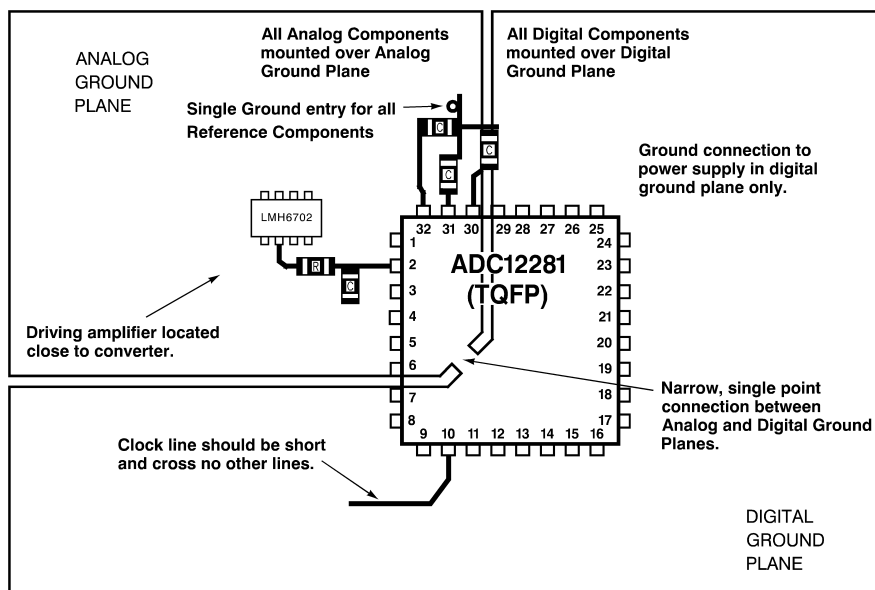 ANALOG
GROUND
PLANE
All Analog Components
mounted over Analog
Ground Plane
All Digital Components
mounted over Digital
Ground Plane
Single Ground entry for all
Reference Components
C
C
C
Ground connection to
power supply in digital
ground plane only.
LMH6702
R
C
32 31 30 29 28 27 26 25
1
2
3
4
5
6
7
8
24
23
22
21
20
19
18
17
ADC12281
(TQFP)
9 10 11 12 13 14 15 16
Driving amplifier located
close to converter.
Narrow, single point
connection between
Analog and Digital Ground
Planes.
Clock line should be short
and cross no other lines.
DIGITAL
GROUND
PLANE